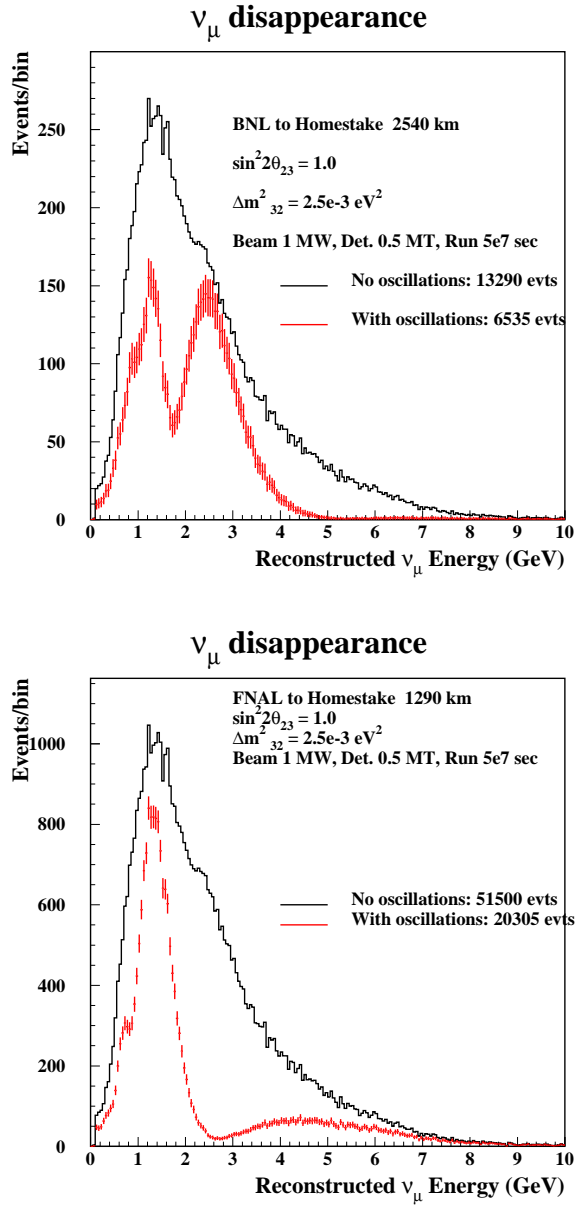 ν_μ disappearance
Events/bin
250
200
150
100
50
0
BNL to Homestake 2540 km
sin²2θ₂₃ = 1.0
Δm²₃₂ = 2.5e-3 eV²
Beam 1 MW, Det. 0.5 MT, Run 5e7 sec
No oscillations: 13290 evts
With oscillations: 6535 evts
0 1 2 3 4 5 6 7 8 9 10
Reconstructed ν_μ Energy (GeV)
ν_μ disappearance
Events/bin
1000
800
600
400
200
0
FNAL to Homestake 1290 km
sin²2θ₂₃ = 1.0
Δm²₃₂ = 2.5e-3 eV²
Beam 1 MW, Det. 0.5 MT, Run 5e7 sec
No oscillations: 51500 evts
With oscillations: 20305 evts
0 1 2 3 4 5 6 7 8 9 10
Reconstructed ν_μ Energy (GeV)